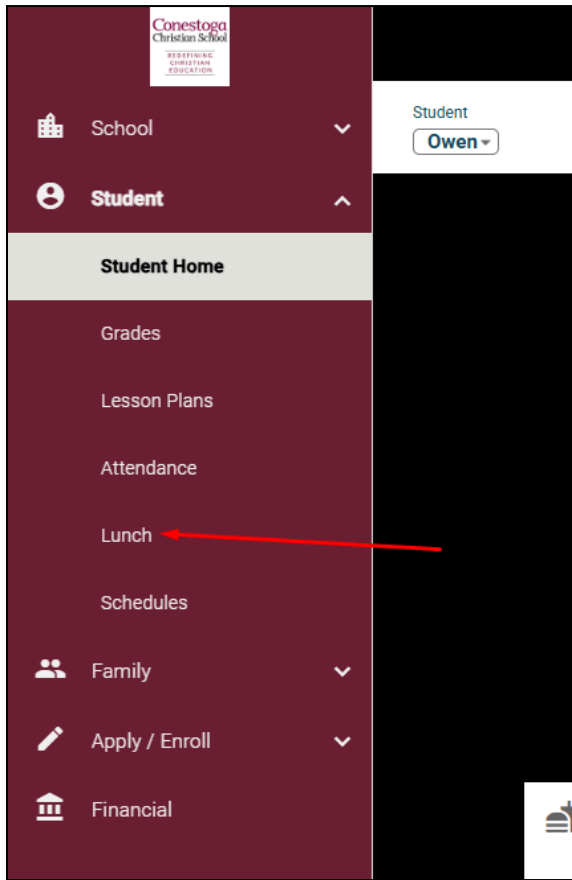 Conestoga
Christian School
REDEFINING
CHRISTIAN
EDUCATION
School
Student
Owen
Student
Student Home
Grades
Lesson Plans
Attendance
Lunch
Schedules
Family
Apply / Enroll
Financial